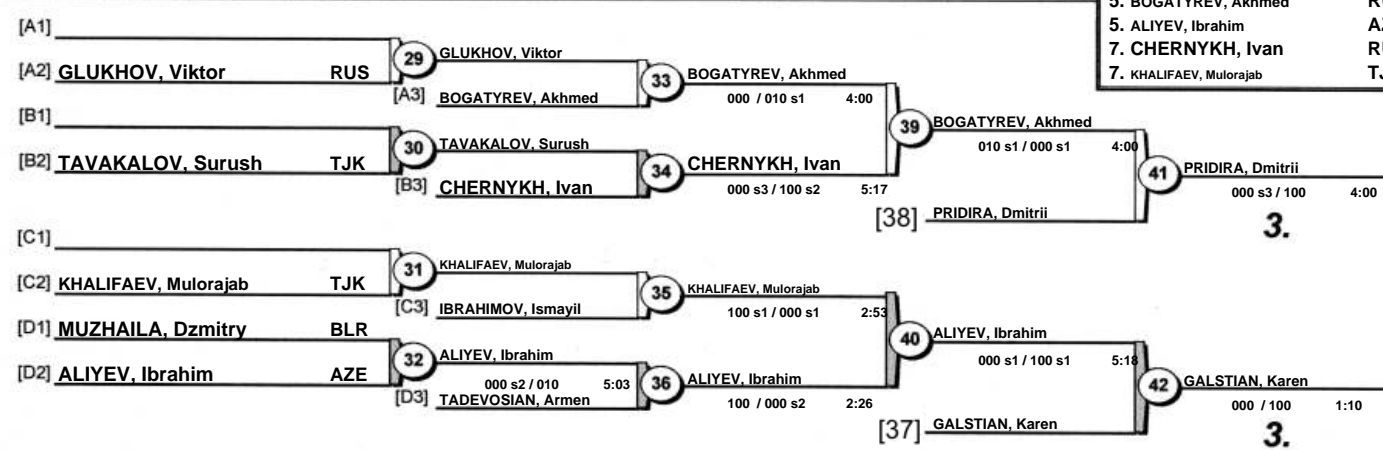 5. BOGATYREV, Akhmed
5. ALIYEV, Ibrahim
7. CHERNYKH, Ivan
7. KHALIFAEV, Mulorajab
[A1]
[A2] GLUKHOV, Viktor RUS
29
GLUKHOV, Viktor
[A3] BOGATYREV, Akhmed
33
BOGATYREV, Akhmed
000 / 010 s1 4:00
[B1]
[B2] TAVAKALOV, Surush TJK
30
TAVAKALOV, Surush
[B3] CHERNYKH, Ivan
34
CHERNYKH, Ivan
000 s3 / 100 s2 5:17
39
BOGATYREV, Akhmed
010 s1 / 000 s1 4:00
[38] PRIDIRA, Dmitrii
41
PRIDIRA, Dmitrii
000 s3 / 100 4:00
3.
[C1]
[C2] KHALIFAEV, Mulorajab TJK
31
KHALIFAEV, Mulorajab
[C3] IBRAHIMOV, Ismayil
35
KHALIFAEV, Mulorajab
100 s1 / 000 s1 2:53
[D1] MUZHAILA, Dzmitry BLR
[D2] ALIYEV, Ibrahim AZE
32
ALIYEV, Ibrahim
000 s2 / 010 5:03
[D3] TADEVOSIAN, Armen
36
ALIYEV, Ibrahim
100 / 000 s2 2:26
40
ALIYEV, Ibrahim
000 s1 / 100 s1 5:18
[37] GALSTIAN, Karen
42
GALSTIAN, Karen
000 / 100 1:10
3.